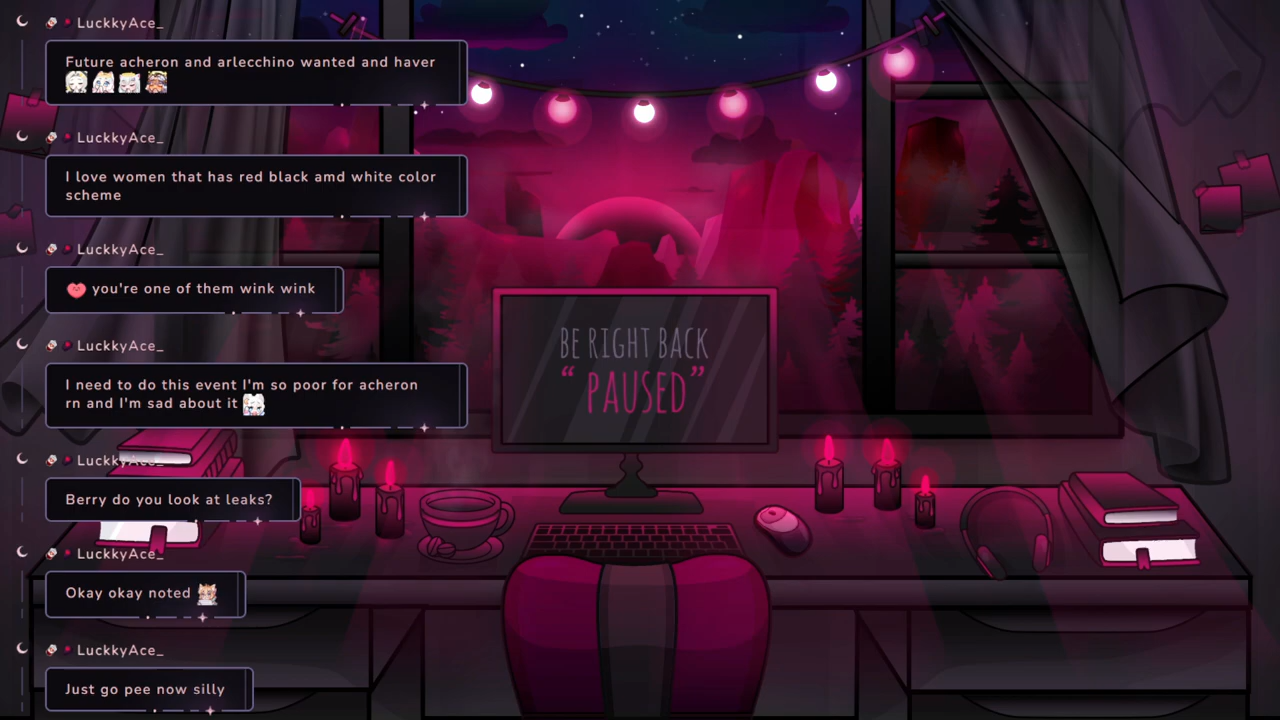 LuckkyAce_
Future acheron and arlecchino wanted and haver
LuckkyAce_
I love women that has red black amd white color
scheme
LuckkyAce_
you're one of them wink wink
LuckkyAce_
I need to do this event I'm so poor for acheron
rn and I'm sad about it
LuckkyAce_
Berry do you look at leaks?
LuckkyAce_
Okay okay noted
LuckkyAce_
Just go pee now silly
BE RIGHT BACK
“ PAUSED”